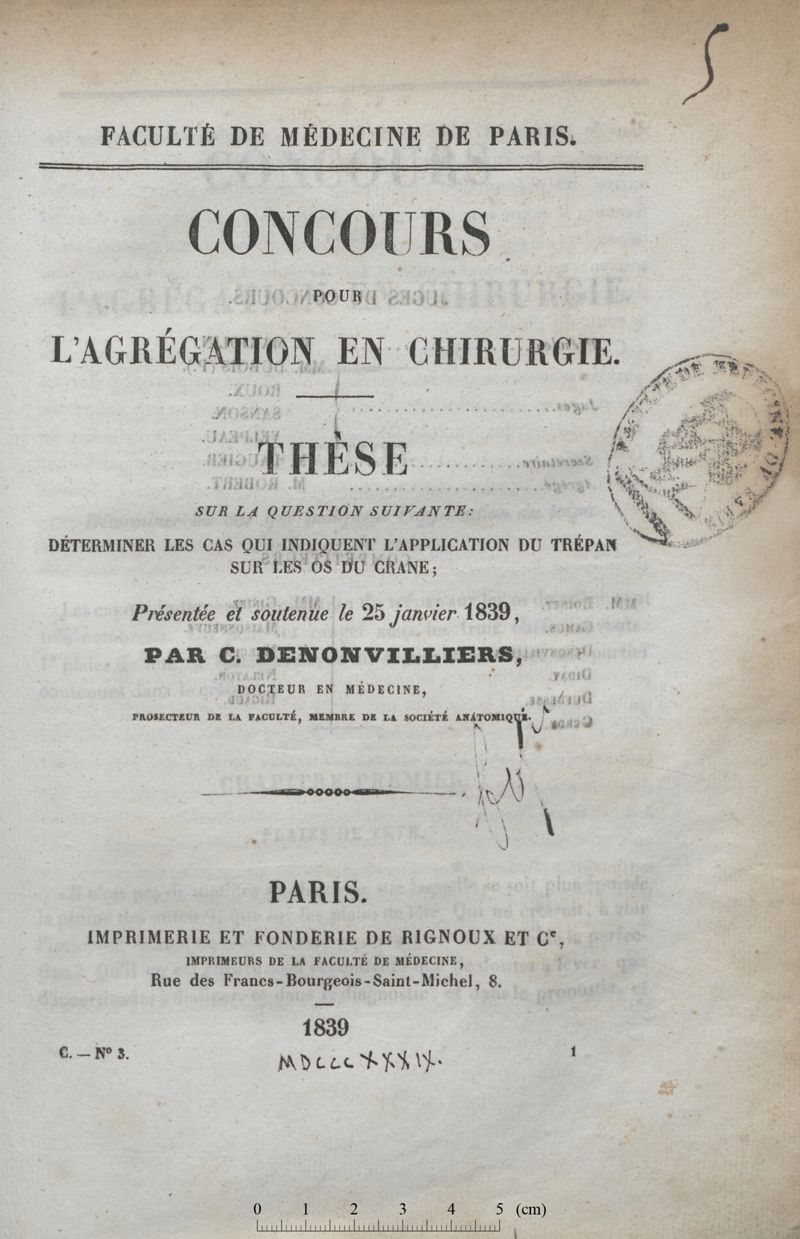 5
FACULTÉ DE MÉDECINE DE PARIS.
CONCOURS
POUR
L'AGRÉGATION EN CHIRURGIE.
THÈSE
SUR LA QUESTION SUIVANTE:
DÉTERMINER LES CAS QUI INDIQUENT L'APPLICATION DU TRÉPAN
SUR LES OS DU CRANE;
Présentée et soutenue le 25 janvier 1839,
PAR C. DENONVILLIERS,
DOCTEUR EN MÉDECINE,
PROSECTEUR DE LA FACULTÉ, MEMBRE DE LA SOCIÉTÉ ANATOMIQUE.
PARIS.
IMPRIMERIE ET FONDERIE DE RIGNOUX ET Cᵉ,
IMPRIMEURS DE LA FACULTÉ DE MÉDECINE,
Rue des Francs-Bourgeois-Saint-Michel, 8.
1839
C. — Nº 3. 1
MDCCCXXXIX.
0 1 2 3 4 5 (cm)